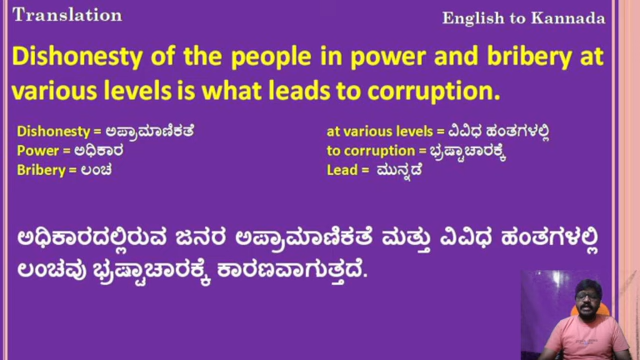 Translation
English to Kannada
Dishonesty of the people in power and bribery at
various levels is what leads to corruption.
Dishonesty = ಅಪ್ರಾಮಾಣಿಕತೆ
Power = ಅಧಿಕಾರ
Bribery = ಲಂಚ
at various levels = ವಿವಿಧ ಹಂತಗಳಲ್ಲಿ
to corruption = ಭ್ರಷ್ಟಾಚಾರಕ್ಕೆ
Lead = ಮುನ್ನಡೆ
ಅಧಿಕಾರದಲ್ಲಿರುವ ಜನರ ಅಪ್ರಾಮಾಣಿಕತೆ ಮತ್ತು ವಿವಿಧ ಹಂತಗಳಲ್ಲಿ
ಲಂಚವು ಭ್ರಷ್ಟಾಚಾರಕ್ಕೆ ಕಾರಣವಾಗುತ್ತದೆ.